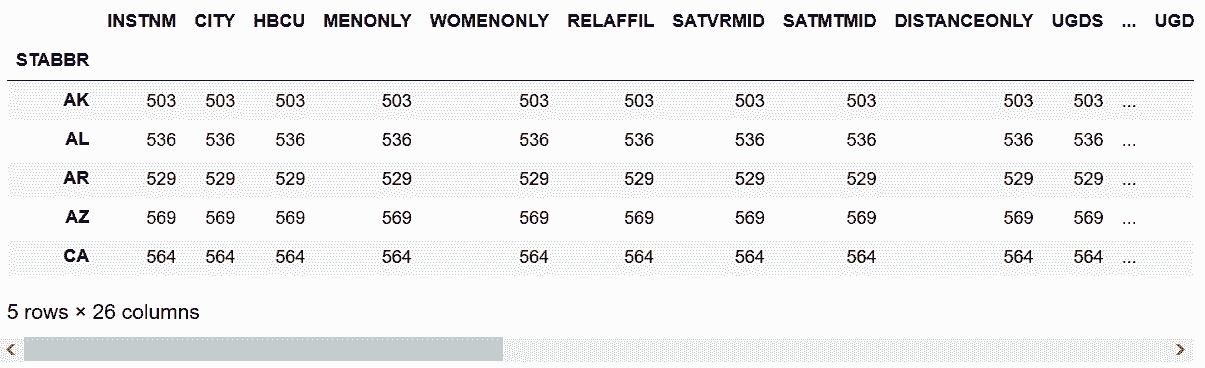 INSTNM CITY HBCU MENONLY WOMENONLY RELAFFIL SATVRMID SATMTMID DISTANCEONLY UGDS ... UGD
STABBR
AK 503 503 503 503 503 503 503 503 503 503 ...
AL 536 536 536 536 536 536 536 536 536 536 ...
AR 529 529 529 529 529 529 529 529 529 529 ...
AZ 569 569 569 569 569 569 569 569 569 569 ...
CA 564 564 564 564 564 564 564 564 564 564 ...
5 rows × 26 columns